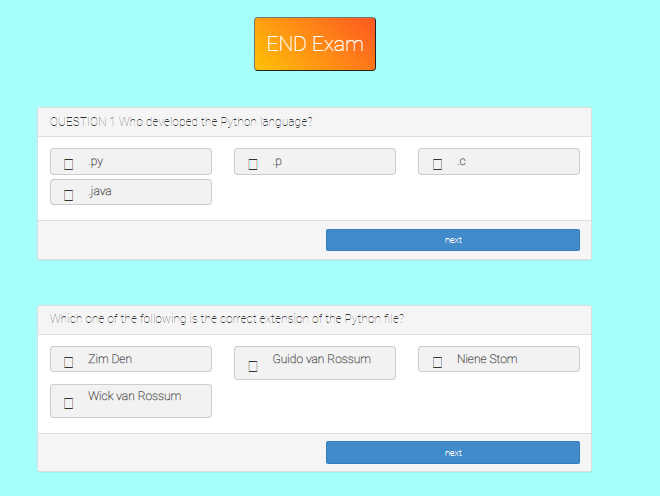 END Exam
QUESTION 1 Who developed the Python language?
.py .p .c
.java
next
Which one of the following is the correct extension of the Python file?
Zim Den Guido van Rossum Niene Stom
Wick van Rossum
next